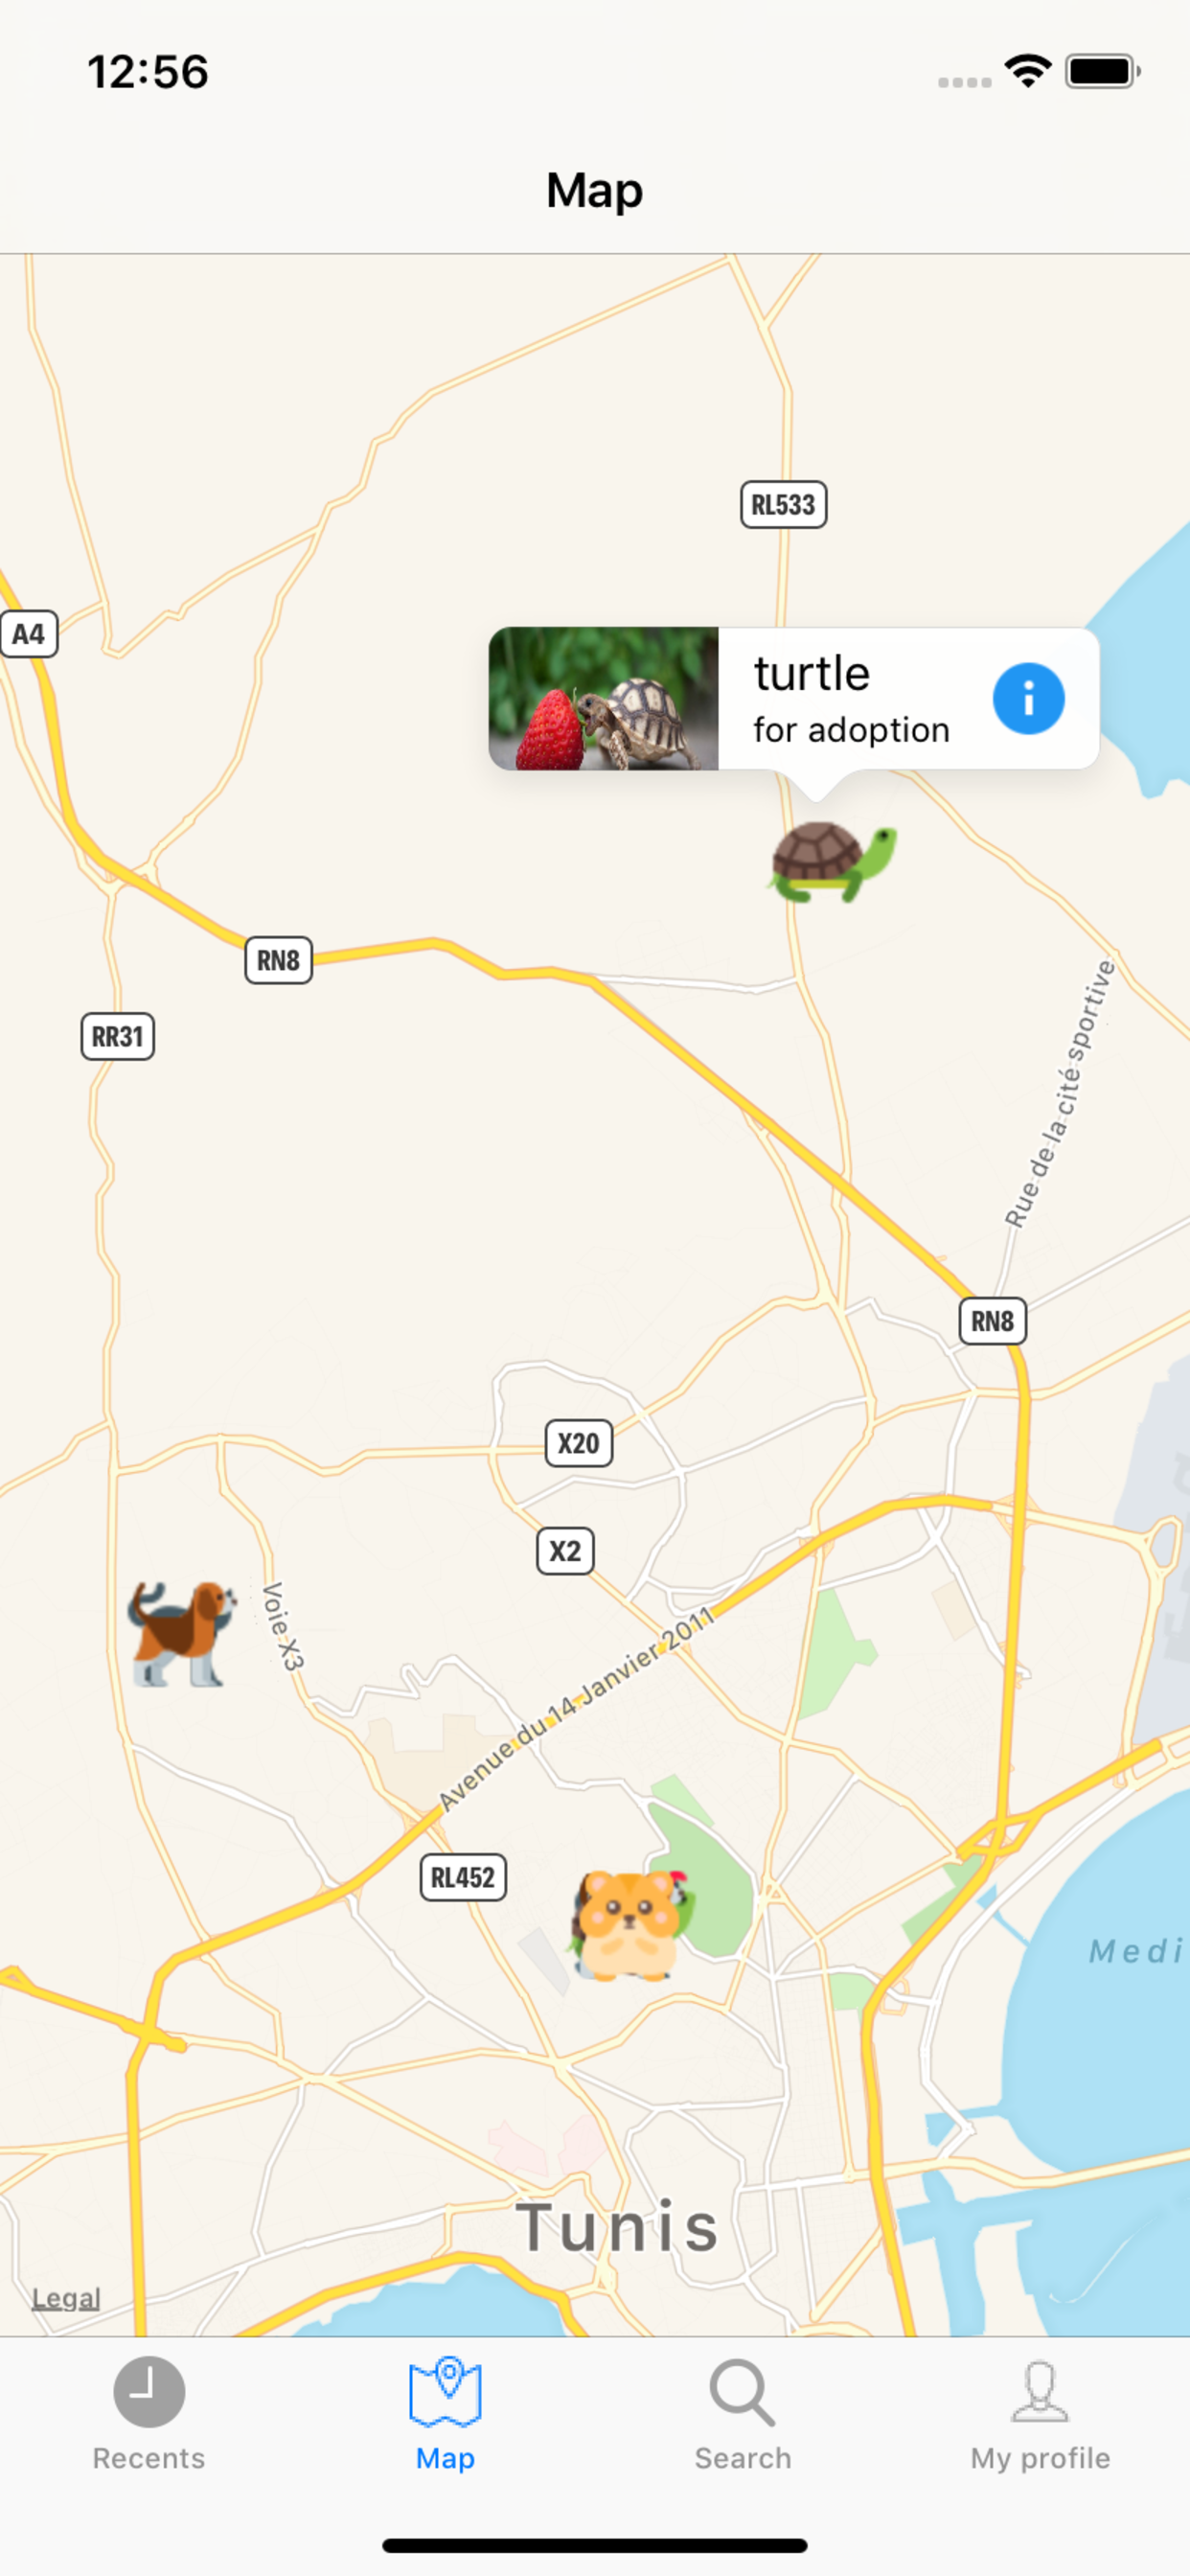 12:56
Map
RL533
A4
turtle
for adoption
RN8
RR31
Rue de la cité sportive
RN8
X20
X2
Voie X3
Avenue du 14 Janvier 2011
RL452
Medi
Tunis
Legal
Recents
Map
Search
My profile